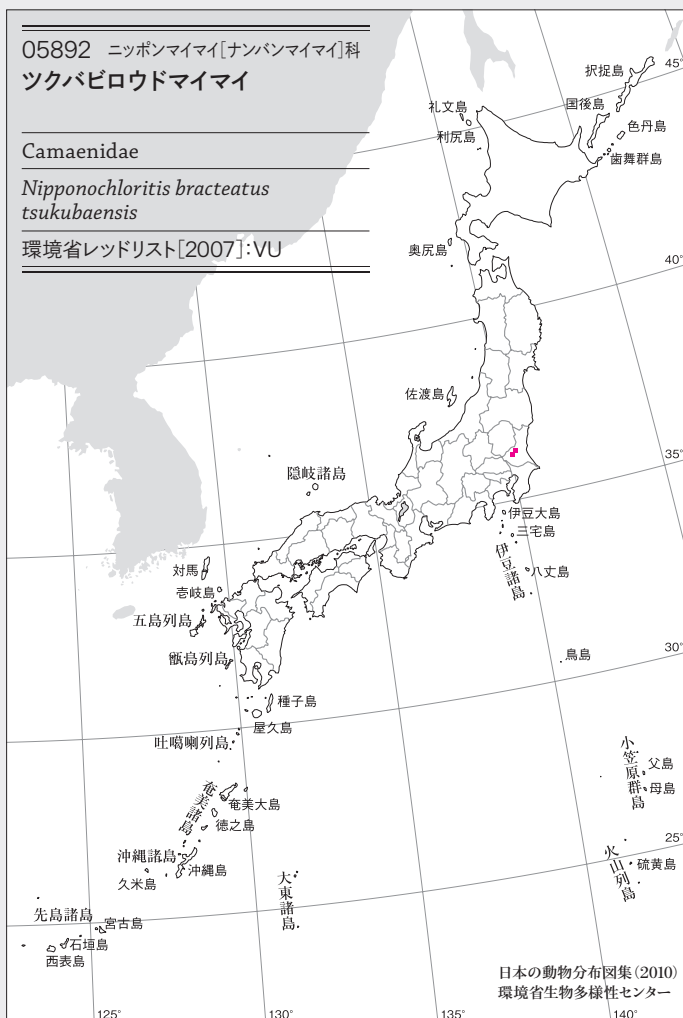 05892 ニッポンマイマイ[ナンバンマイマイ]科
ツクバビロウドマイマイ
Camaenidae
Nipponochloritis bracteatus
tsukubaensis
環境省レッドリスト[2007]:VU
択捉島
45°
国後島
礼文島
色丹島
利尻島
歯舞群島
奥尻島
40°
佐渡島
35°
隠岐諸島
伊豆大島
三宅島
伊豆諸島
八丈島
対馬
壱岐島
五島列島
甑島列島
鳥島
30°
種子島
屋久島
吐噶喇列島
小笠原群島
父島
母島
奄美諸島
奄美大島
徳之島
25°
沖縄諸島
沖縄島
火山列島
硫黄島
久米島
大東諸島
先島諸島
宮古島
石垣島
西表島
日本の動物分布図集(2010)
環境省生物多様性センター
125°
130°
135°
140°